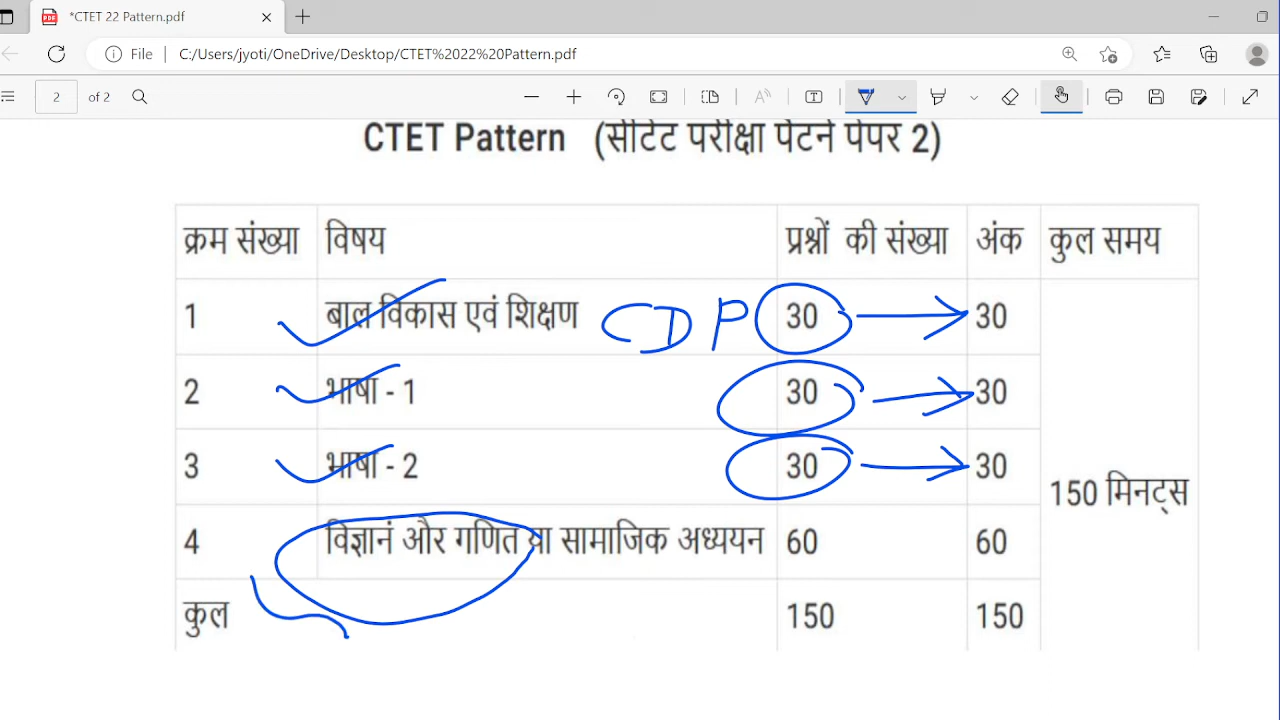 *CTET 22 Pattern.pdf
File C:/Users/jyoti/OneDrive/Desktop/CTET%2022%20Pattern.pdf
2 of 2
CTET Pattern (सीटेट परीक्षा पेटर्न पेपर 2)
क्रम संख्या विषय प्रश्नों की संख्या अंक कुल समय
1 बाल विकास एवं शिक्षण CDP 30 30
2 भाषा - 1 30 30
3 भाषा - 2 30 30
150 मिनट्स
4 विज्ञानं और गणित वा सामाजिक अध्ययन 60 60
कुल 150 150